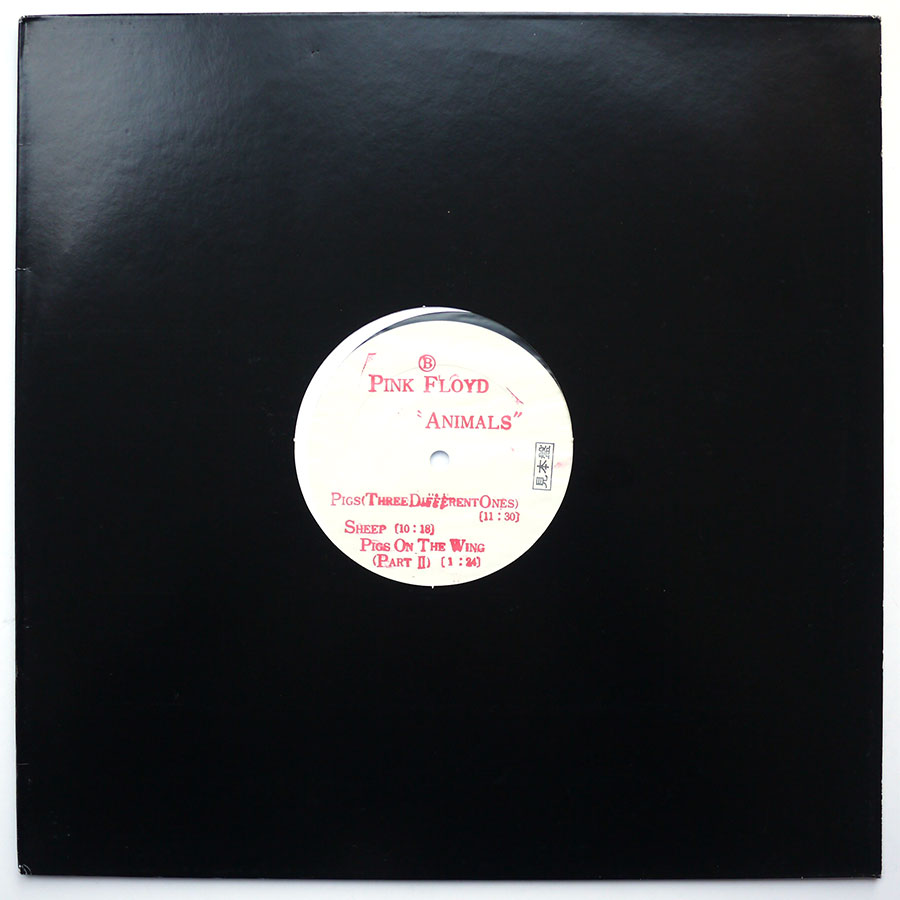 Ⓑ
PINK FLOYD
"ANIMALS"
見本盤
PIGS(THREE DIFFERENT ONES)
(11:30)
SHEEP (10:18)
PIGS ON THE WING
(PART II) (1:24)